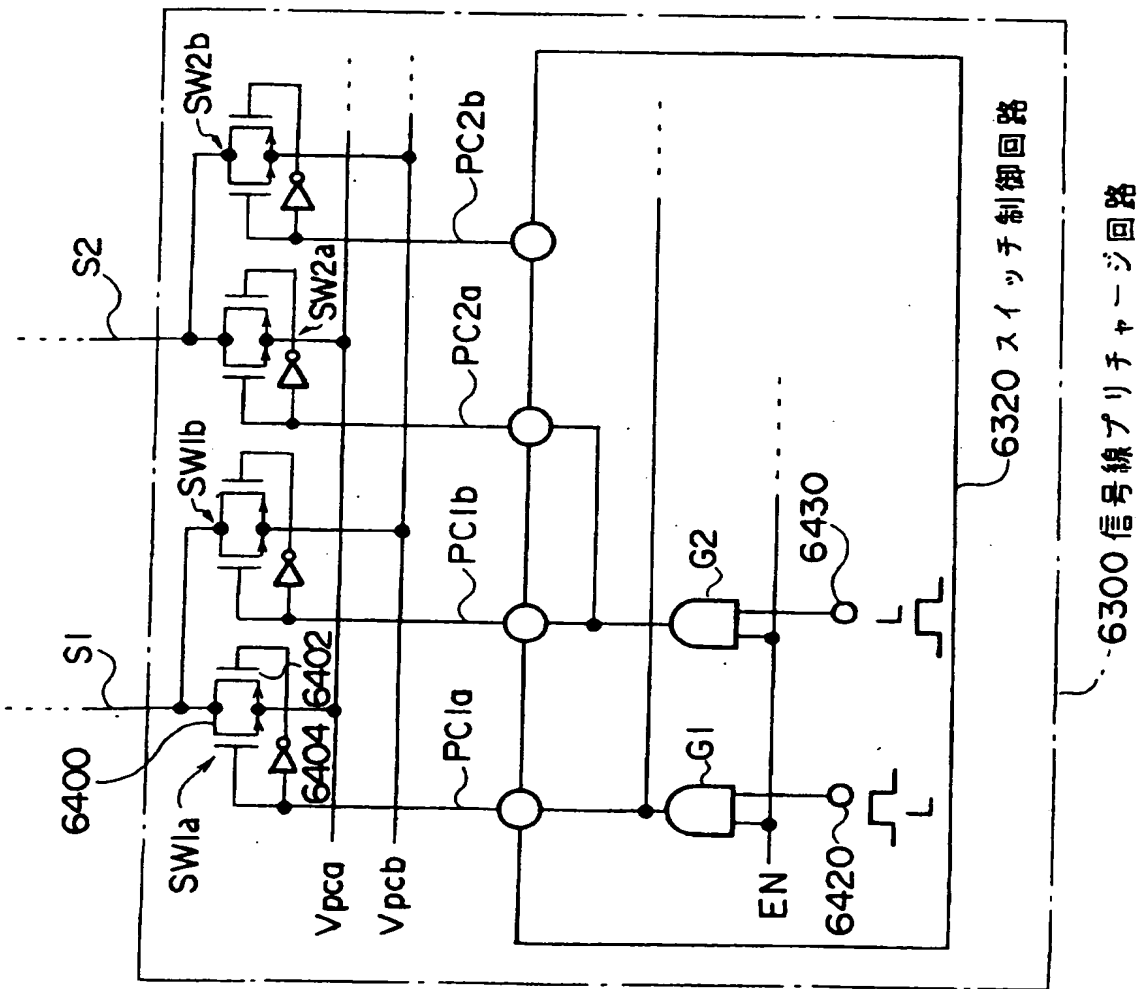 S1
S2
6400
SW1a
SW1b
SW2a
SW2b
6402
6404
Vpca
Vpcb
PC1a
PC1b
PC2a
PC2b
G1
G2
EN
6420
L
6430
L
6320 スイッチ制御回路
6300 信号線プリチャージ回路